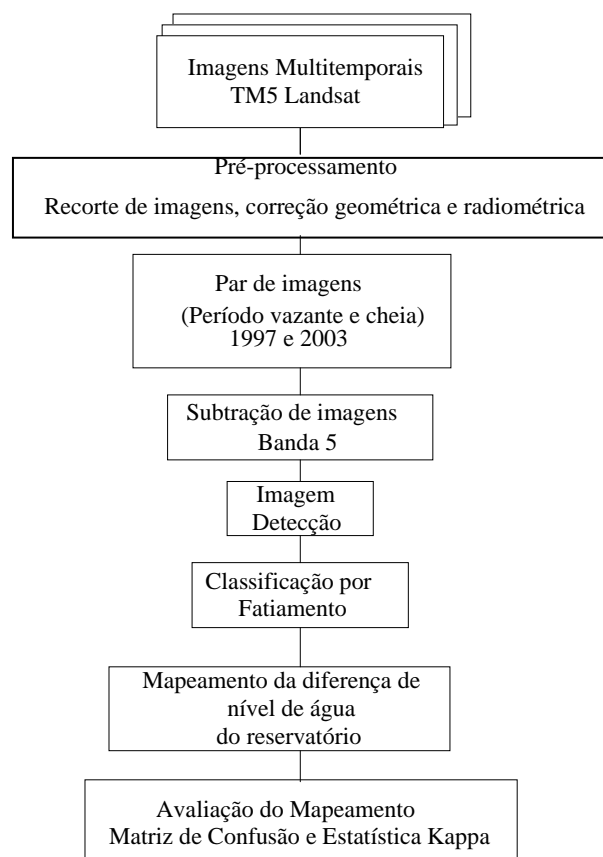 Imagens Multitemporais
TM5 Landsat
Pré-processamento
Recorte de imagens, correção geométrica e radiométrica
Par de imagens
(Período vazante e cheia)
1997 e 2003
Subtração de imagens
Banda 5
Imagem
Detecção
Classificação por
Fatiamento
Mapeamento da diferença de
nível de água
do reservatório
Avaliação do Mapeamento
Matriz de Confusão e Estatística Kappa